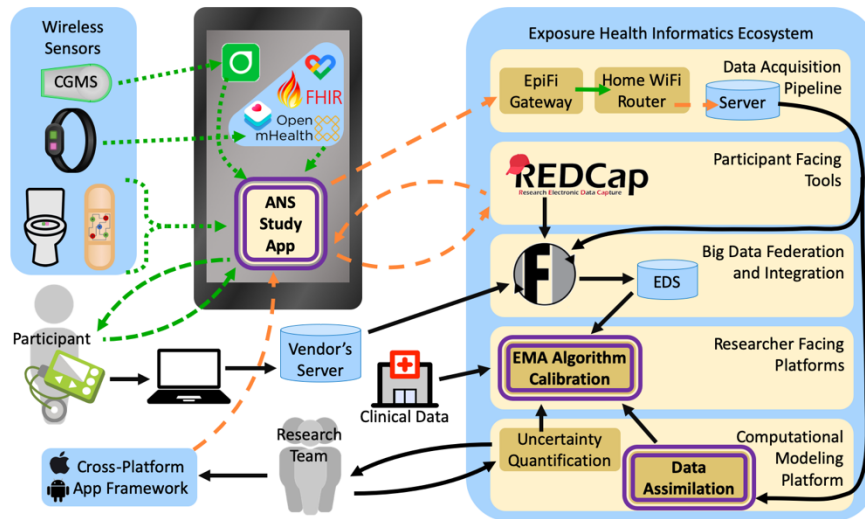 Wireless
Sensors
CGMS
FHIR
Open
mHealth
ANS
Study
App
Participant
Vendor's
Server
Clinical Data
Research
Team
Cross-Platform
App Framework
Exposure Health Informatics Ecosystem
EpiFi
Gateway
Home WiFi
Router
Server
Data Acquisition
Pipeline
REDCap
Research Electronic Data Capture
Participant Facing
Tools
F
Big Data Federation
and Integration
EDS
EMA Algorithm
Calibration
Researcher Facing
Platforms
Uncertainty
Quantification
Data
Assimilation
Computational
Modeling
Platform